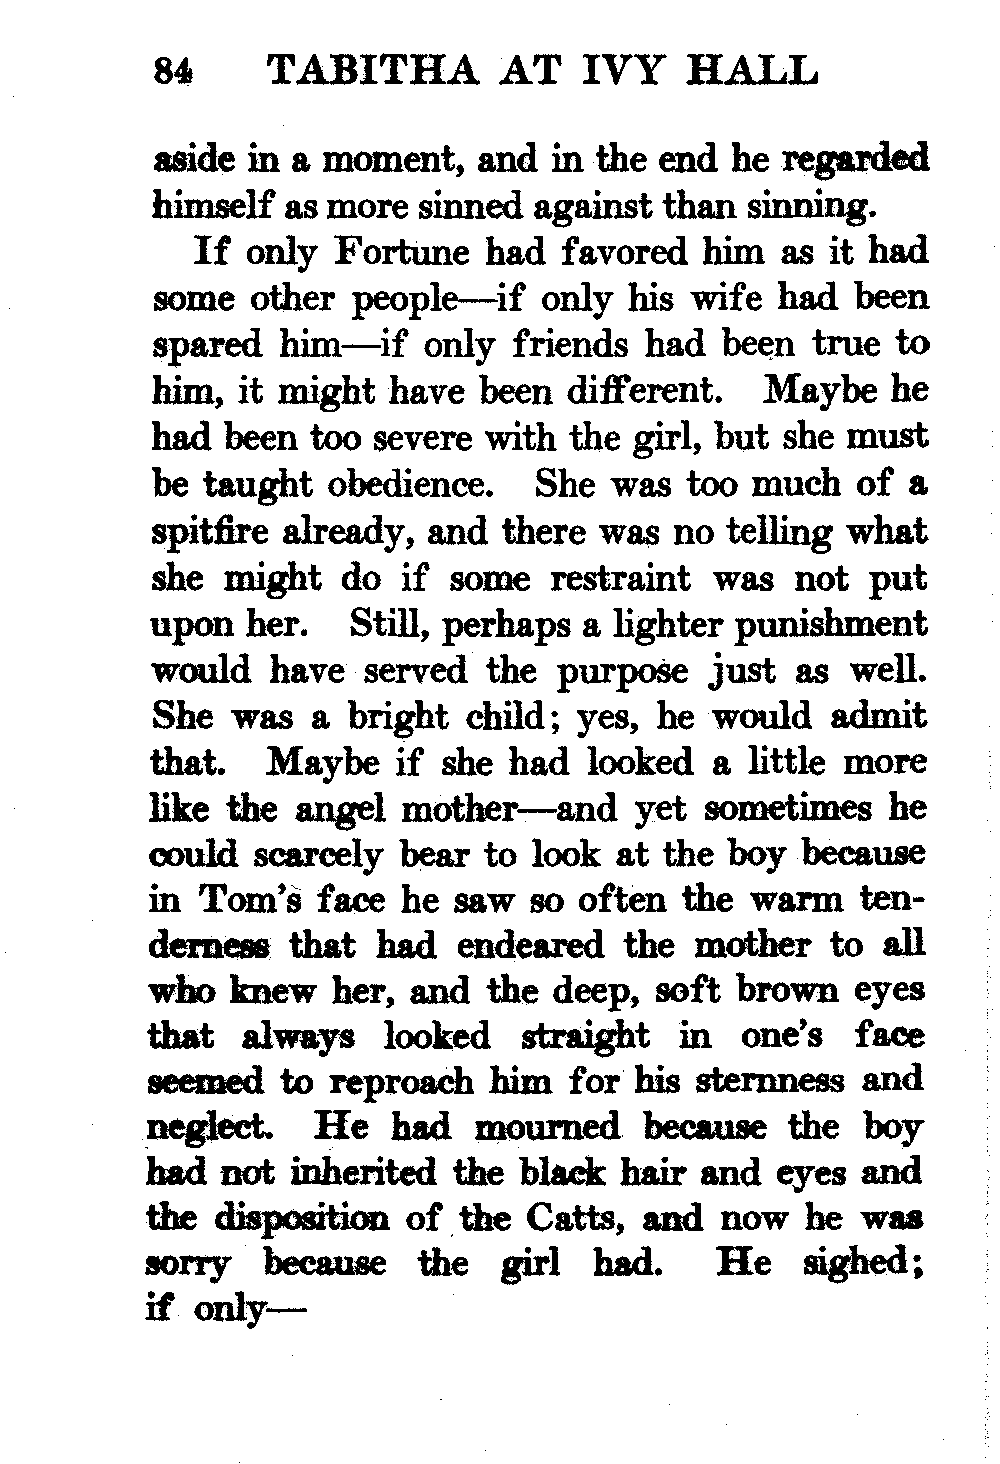 84 TABITHA AT IVY HALL
aside in a moment, and in the end he regarded
himself as more sinned against than sinning.
If only Fortune had favored him as it had
some other people—if only his wife had been
spared him—if only friends had been true to
him, it might have been different. Maybe he
had been too severe with the girl, but she must
be taught obedience. She was too much of a
spitfire already, and there was no telling what
she might do if some restraint was not put
upon her. Still, perhaps a lighter punishment
would have served the purpose just as well.
She was a bright child; yes, he would admit
that. Maybe if she had looked a little more
like the angel mother—and yet sometimes he
could scarcely bear to look at the boy because
in Tom's face he saw so often the warm ten-
derness that had endeared the mother to all
who knew her, and the deep, soft brown eyes
that always looked straight in one's face
seemed to reproach him for his sternness and
neglect. He had mourned because the boy
had not inherited the black hair and eyes and
the disposition of the Catts, and now he was
sorry because the girl had. He sighed;
if only—